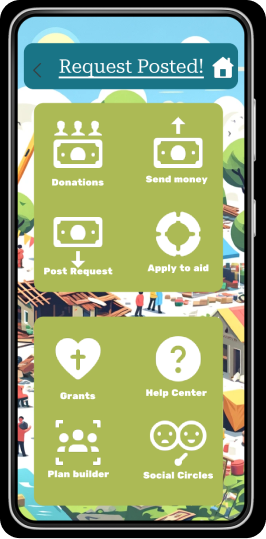 Request Posted!
Donations
Send money
Post Request
Apply to aid
Grants
Help Center
Plan builder
Social Circles